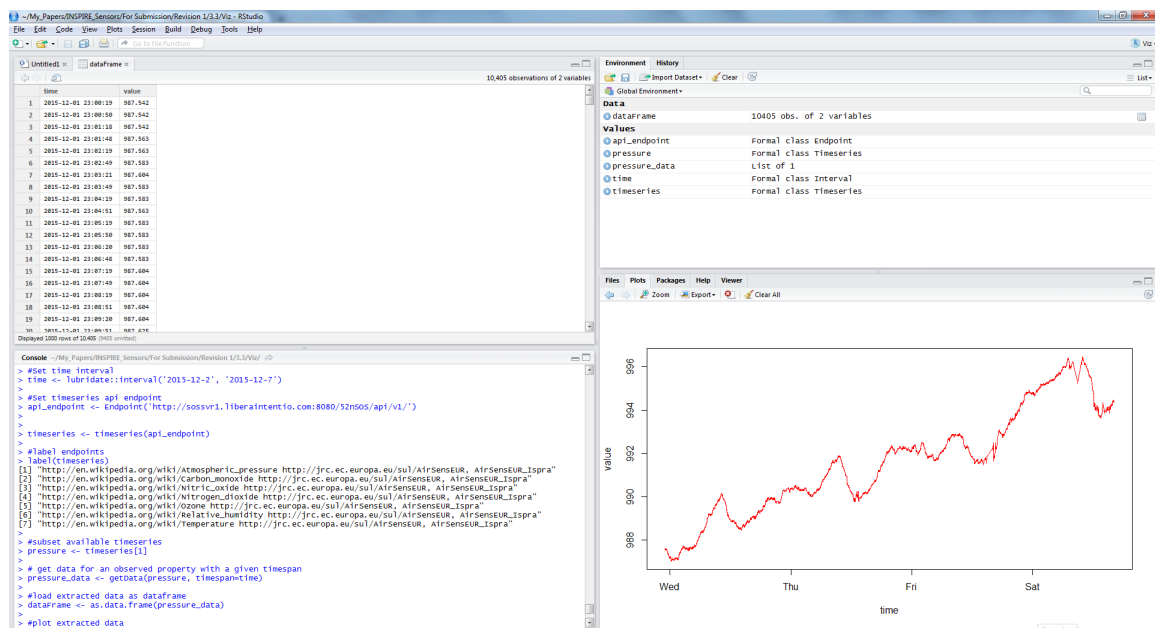 ~/My_Papers/INSPIRE_Sensors/For Submission/Revision 1/3.3/Viz - RStudio
File Edit Code View Plots Session Build Debug Tools Help
Go to file/function
Viz
Untitled1 × dataFrame ×
10,405 observations of 2 variables
time value
1 2015-12-01 23:00:19 987.542
2 2015-12-01 23:00:50 987.542
3 2015-12-01 23:01:18 987.542
4 2015-12-01 23:01:48 987.563
5 2015-12-01 23:02:19 987.563
6 2015-12-01 23:02:49 987.583
7 2015-12-01 23:03:21 987.604
8 2015-12-01 23:03:49 987.583
9 2015-12-01 23:04:19 987.583
10 2015-12-01 23:04:51 987.563
11 2015-12-01 23:05:19 987.583
12 2015-12-01 23:05:50 987.583
13 2015-12-01 23:06:20 987.583
14 2015-12-01 23:06:48 987.583
15 2015-12-01 23:07:19 987.604
16 2015-12-01 23:07:49 987.604
17 2015-12-01 23:08:19 987.604
18 2015-12-01 23:08:51 987.604
19 2015-12-01 23:09:20 987.604
20 2015-12-01 23:09:51 987.625
Displayed 1000 rows of 10,405 (9405 omitted)
Console ~/My_Papers/INSPIRE_Sensors/For Submission/Revision 1/3.3/Viz/
> #Set time interval
> time <- lubridate::interval('2015-12-2', '2015-12-7')
>
> #Set timeseries api endpoint
> api_endpoint <- Endpoint('http://sossvr1.liberaintentio.com:8080/52nSOS/api/v1/')
>
>
> timeseries <- timeseries(api_endpoint)
>
> #label endpoints
> label(timeseries)
[1] "http://en.wikipedia.org/wiki/Atmospheric_pressure http://jrc.ec.europa.eu/sul/AirSensEUR, AirSensEUR_Ispra"
[2] "http://en.wikipedia.org/wiki/Carbon_monoxide http://jrc.ec.europa.eu/sul/AirSensEUR, AirSensEUR_Ispra"
[3] "http://en.wikipedia.org/wiki/Nitric_oxide http://jrc.ec.europa.eu/sul/AirSensEUR, AirSensEUR_Ispra"
[4] "http://en.wikipedia.org/wiki/Nitrogen_dioxide http://jrc.ec.europa.eu/sul/AirSensEUR, AirSensEUR_Ispra"
[5] "http://en.wikipedia.org/wiki/Ozone http://jrc.ec.europa.eu/sul/AirSensEUR, AirSensEUR_Ispra"
[6] "http://en.wikipedia.org/wiki/Relative_humidity http://jrc.ec.europa.eu/sul/AirSensEUR, AirSensEUR_Ispra"
[7] "http://en.wikipedia.org/wiki/Temperature http://jrc.ec.europa.eu/sul/AirSensEUR, AirSensEUR_Ispra"
>
> #subset available timeseries
> pressure <- timeseries[1]
>
> # get data for an observed property with a given timespan
> pressure_data <- getData(pressure, timespan=time)
>
> #load extracted data as dataframe
> dataFrame <- as.data.frame(pressure_data)
>
> #plot extracted data
Environment History
Import Dataset Clear List
Global Environment
Data
dataFrame 10405 obs. of 2 variables
Values
api_endpoint Formal class Endpoint
pressure Formal class Timeseries
pressure_data List of 1
time Formal class Interval
timeseries Formal class Timeseries
Files Plots Packages Help Viewer
Zoom Export Clear All
value
996
994
992
990
988
Wed Thu Fri Sat
time